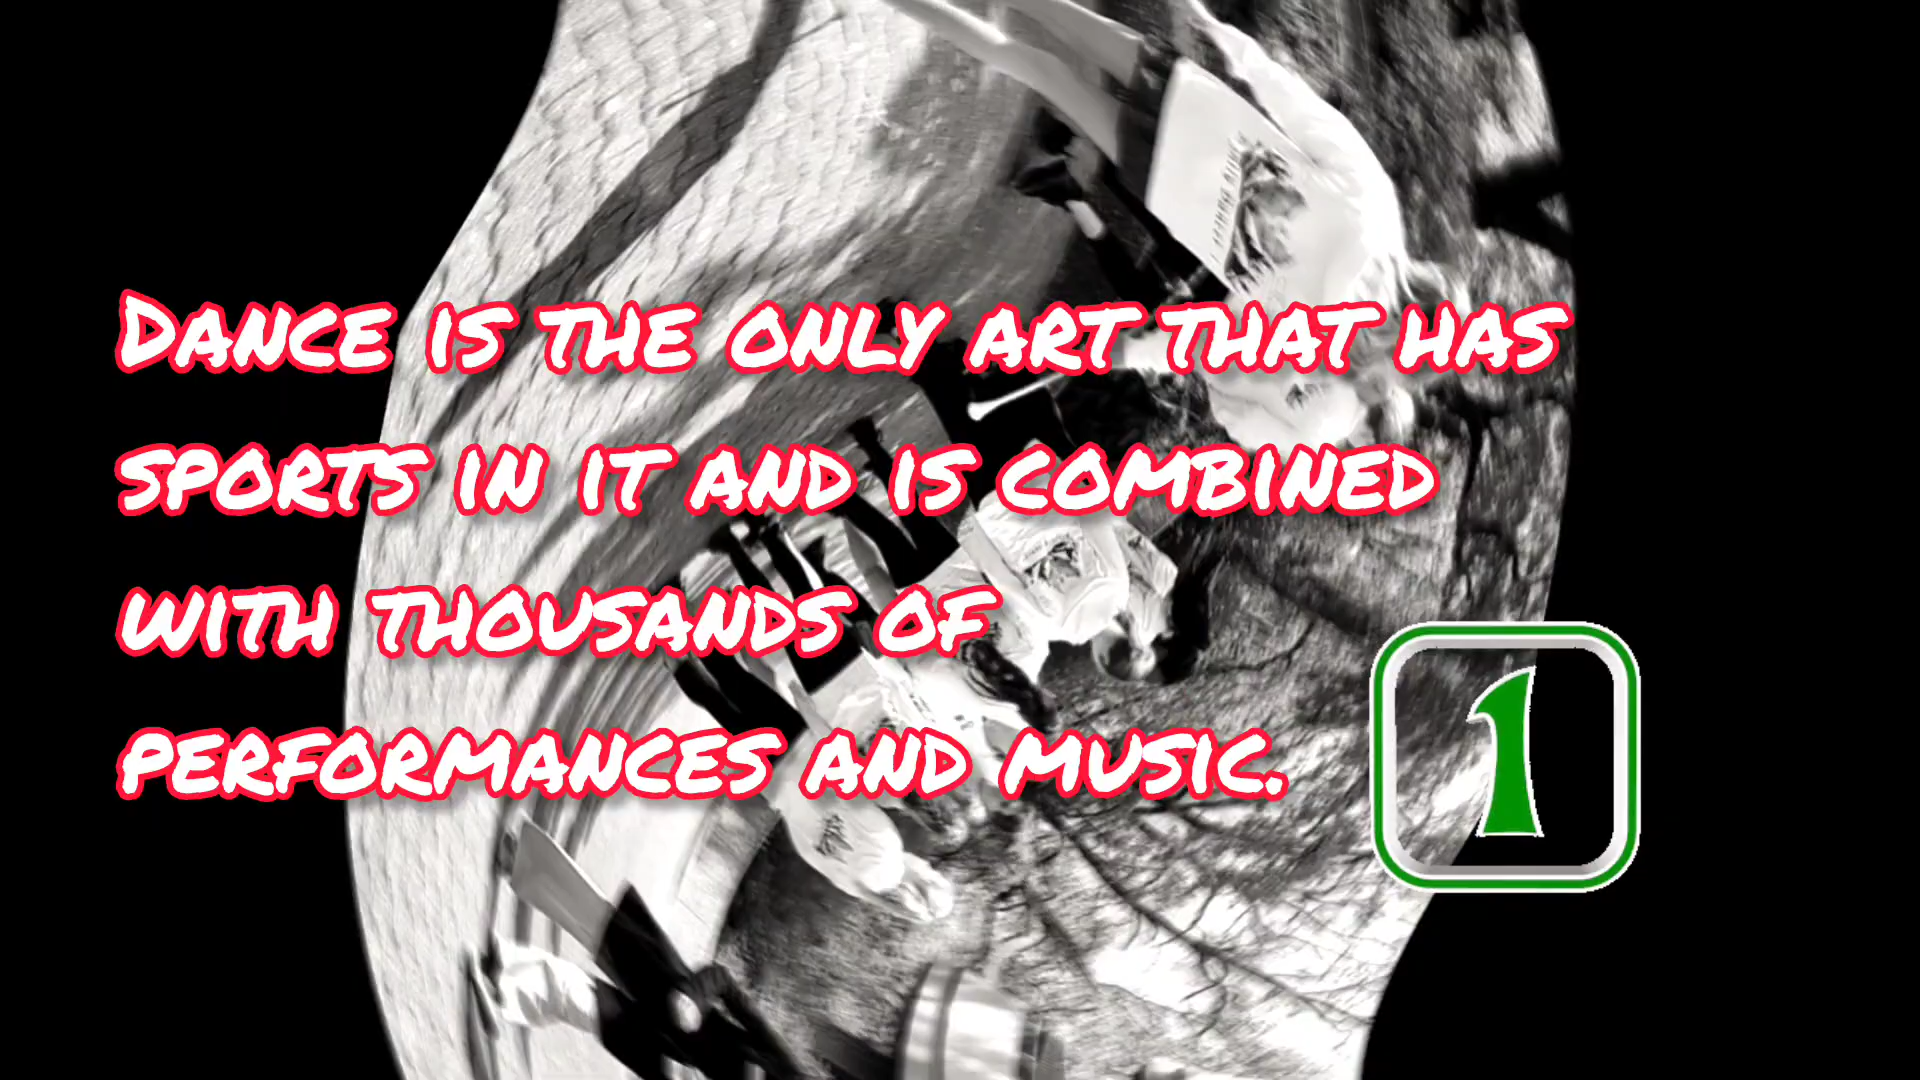 Dance is the only art that has
sports in it and is combined
with thousands of
performances and music.
1